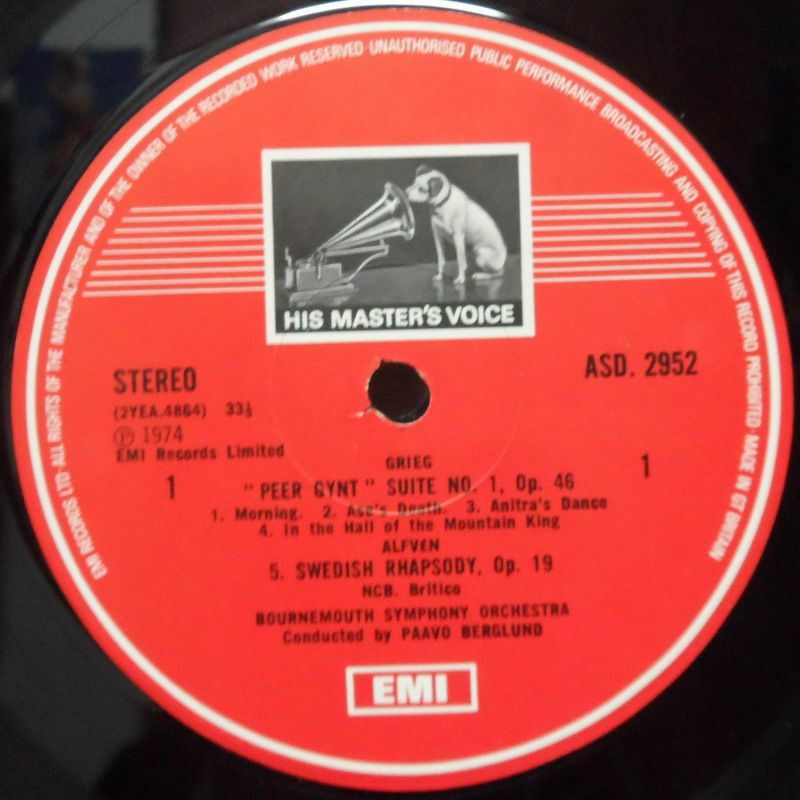 EMI RECORDS LTD · ALL RIGHTS OF THE MANUFACTURER AND OF THE OWNER OF THE RECORDED WORK RESERVED · UNAUTHORISED PUBLIC PERFORMANCE BROADCASTING AND COPYING OF THIS RECORD PROHIBITED · MADE IN GT BRITAIN
HIS MASTER'S VOICE
STEREO
ASD. 2952
(2YEA.4864) 33⅓
Ⓟ 1974
EMI Records Limited
GRIEG
1
1
"PEER GYNT" SUITE NO. 1, Op. 46
1. Morning. 2. Ase's Death. 3. Anitra's Dance
4. In the Hall of the Mountain King
ALFVÉN
5. SWEDISH RHAPSODY, Op. 19
NCB. Britico
BOURNEMOUTH SYMPHONY ORCHESTRA
Conducted by PAAVO BERGLUND
EMI